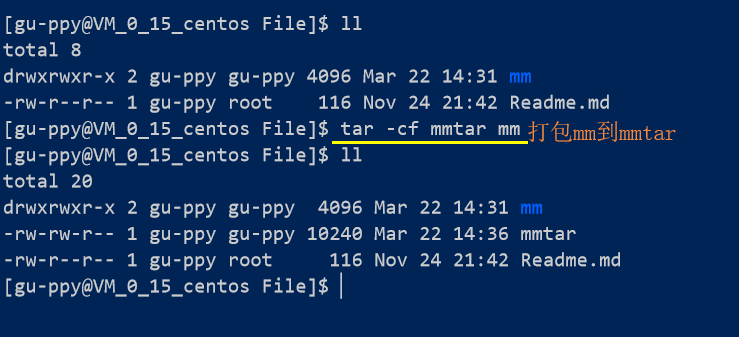 [gu-ppy@VM_0_15_centos File]$ ll
total 8
drwxrwxr-x 2 gu-ppy gu-ppy 4096 Mar 22 14:31 mm
-rw-r--r-- 1 gu-ppy root    116 Nov 24 21:42 Readme.md
[gu-ppy@VM_0_15_centos File]$ tar -cf mmtar mm 打包mm到mmtar
[gu-ppy@VM_0_15_centos File]$ ll
total 20
drwxrwxr-x 2 gu-ppy gu-ppy  4096 Mar 22 14:31 mm
-rw-rw-r-- 1 gu-ppy gu-ppy 10240 Mar 22 14:36 mmtar
-rw-r--r-- 1 gu-ppy root     116 Nov 24 21:42 Readme.md
[gu-ppy@VM_0_15_centos File]$